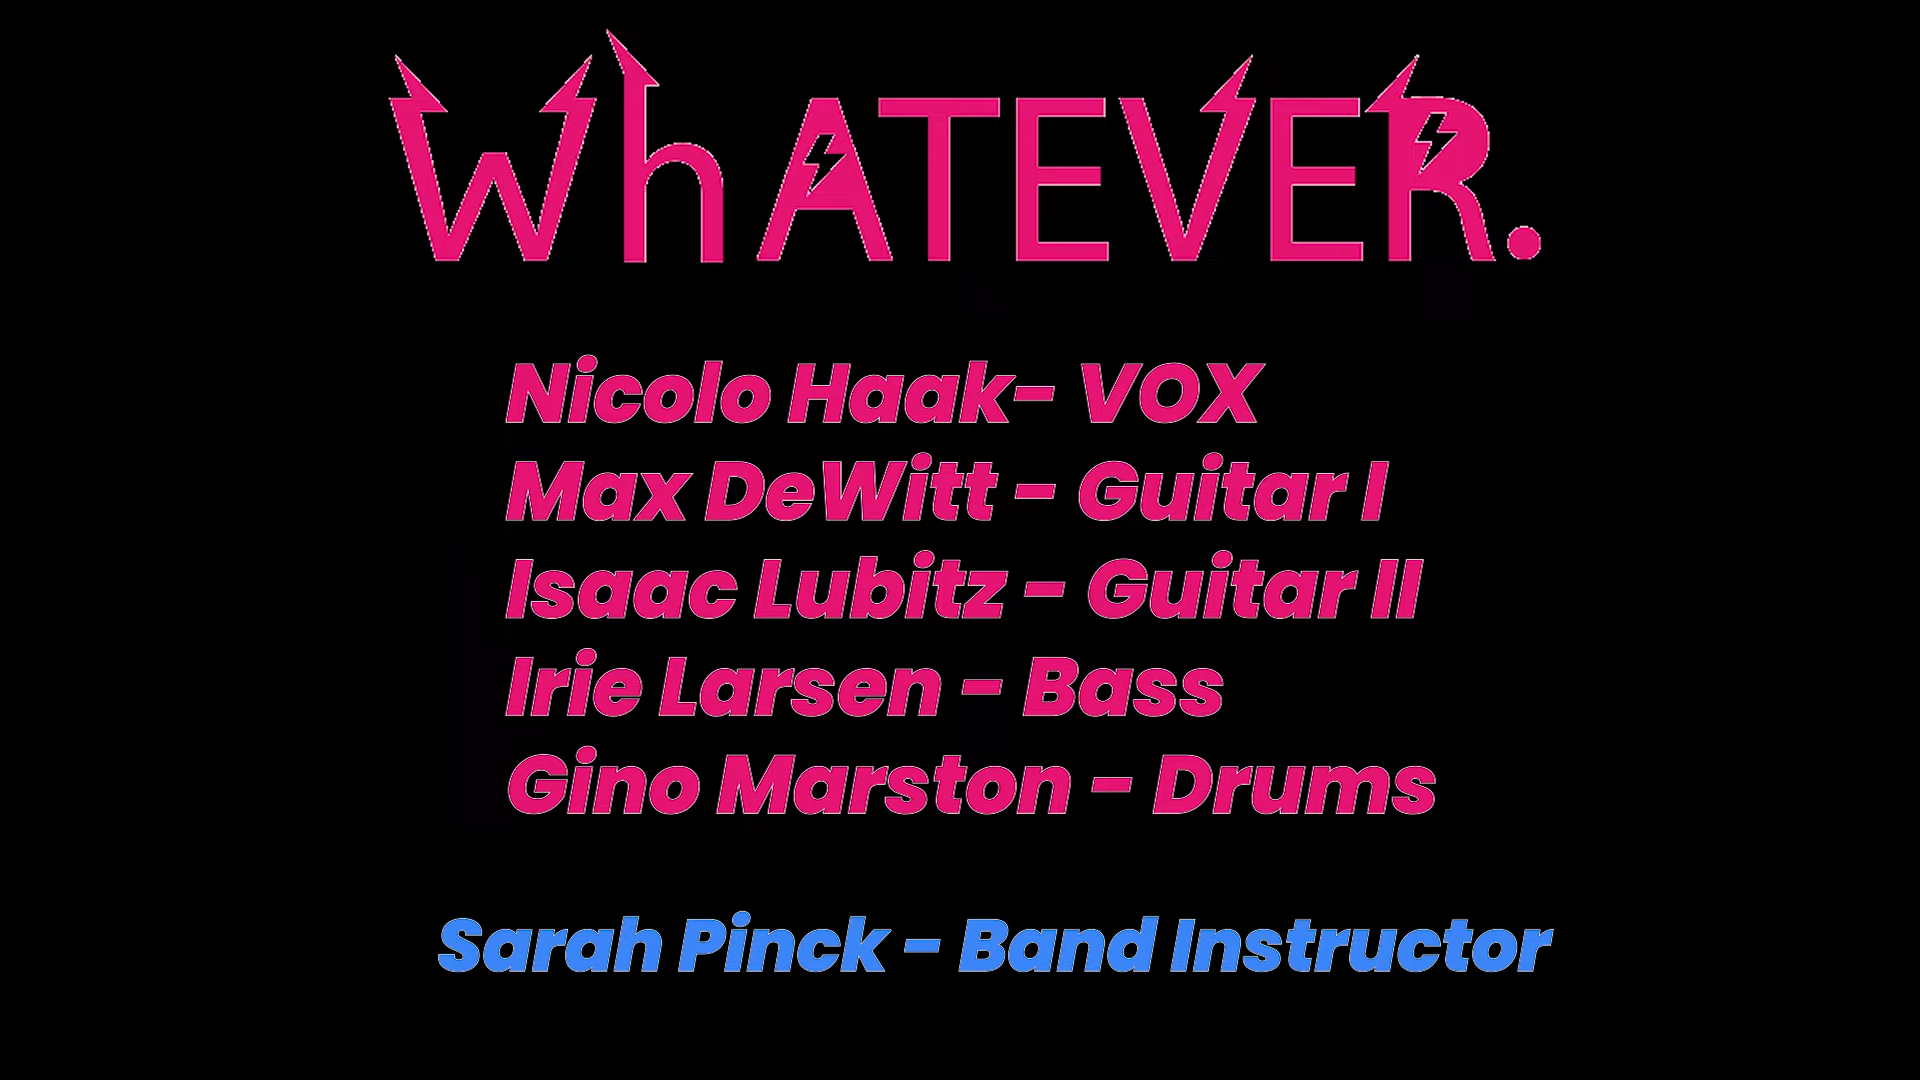 WhATEVER.
Nicolo Haak- VOX
Max DeWitt - Guitar I
Isaac Lubitz - Guitar II
Irie Larsen - Bass
Gino Marston - Drums
Sarah Pinck - Band Instructor